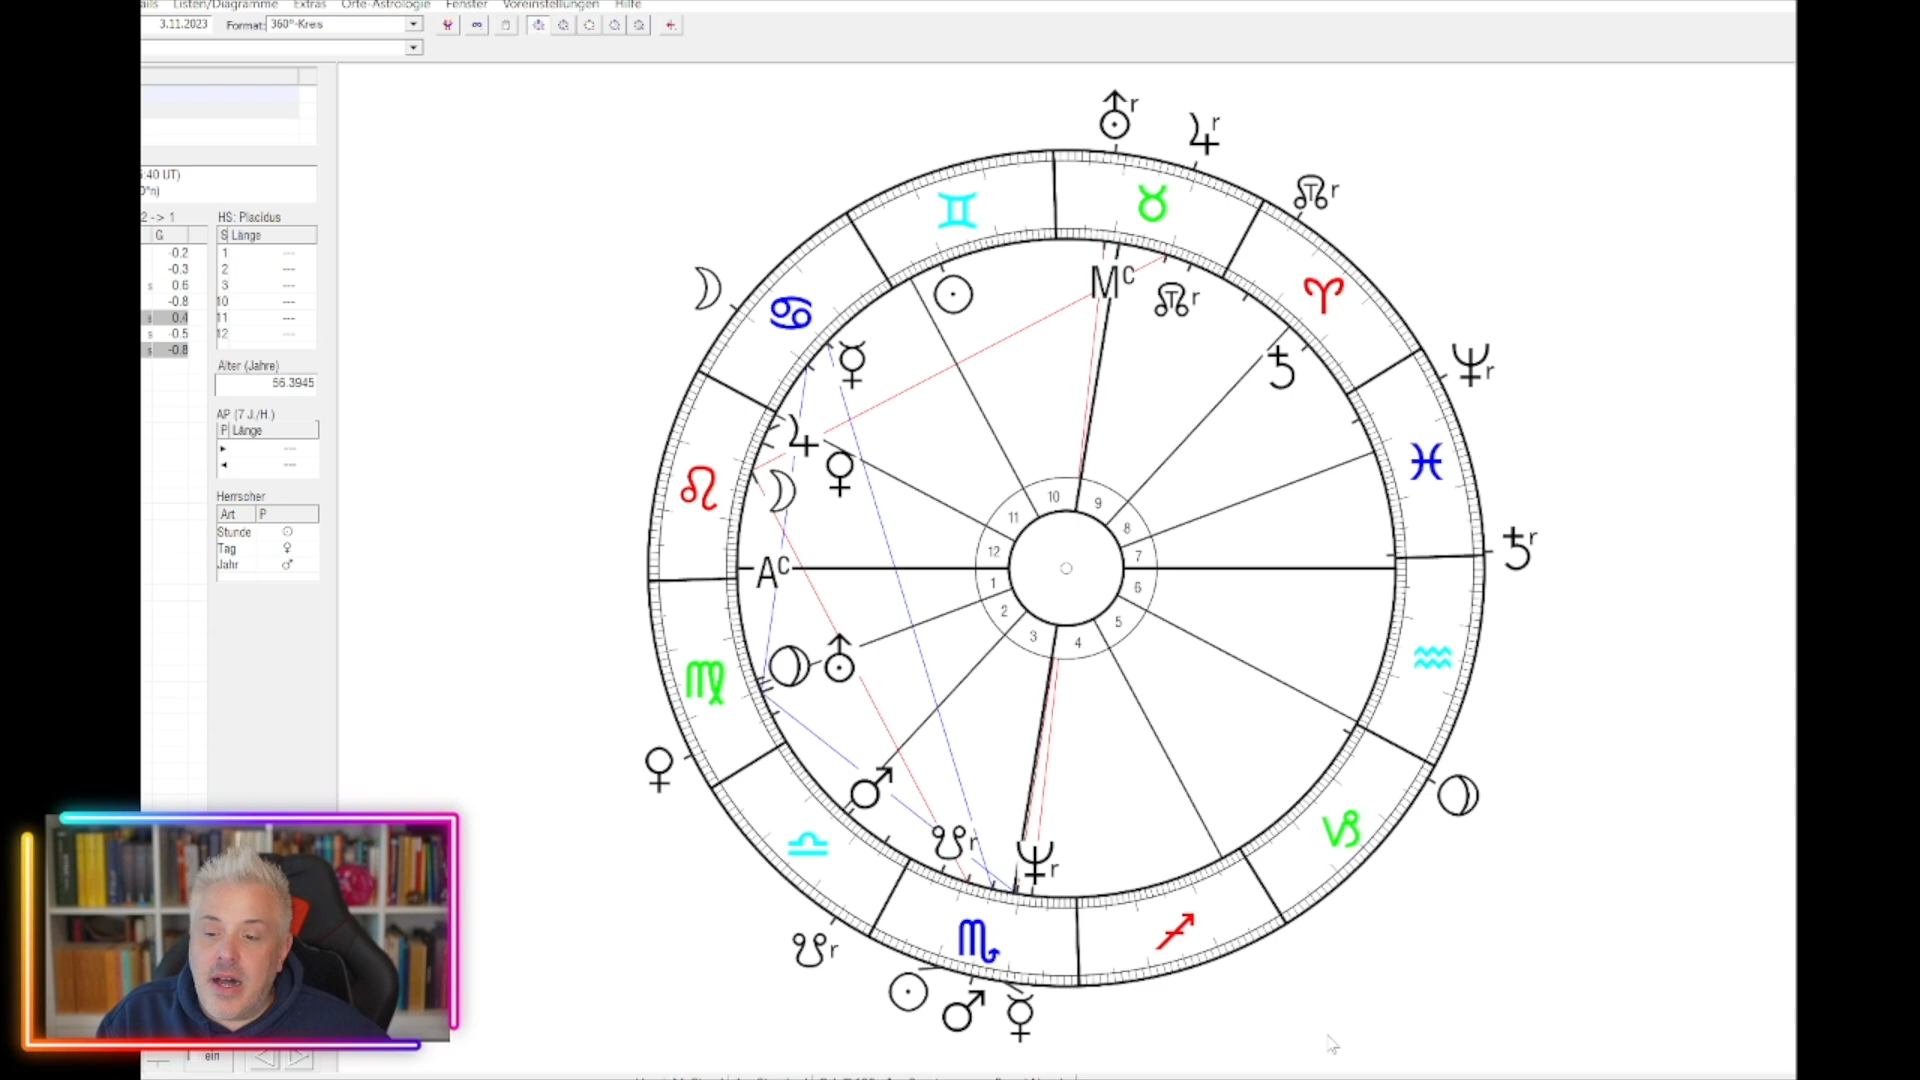 ails Listen/Diagramme Extras Orte-Astrologie Fenster Voreinstellungen Hilfe
3.11.2023 Format: 360°-Kreis
:40 UT)
0°n)
2 -> 1 HS: Placidus
G S Länge
-0.2 1 ---
-0.3 2 ---
s 0.6 3 ---
-0.8 10 ---
s 0.4 11 ---
s -0.5 12 ---
s -0.8
Alter (Jahre)
56.3945
AP (7 J./H.)
P Länge
---
---
Herrscher
Art P
Stunde ☉
Tag ♀
Jahr ♂
r
r
r
♊ ♉
MC
r
♋ ♈
r
♌ ♓
r
AC
10 9
11 8
12 7
1 6
2 5
3 4
♍ ♒
r r
♎ ♑
r
♏ ♐
ein